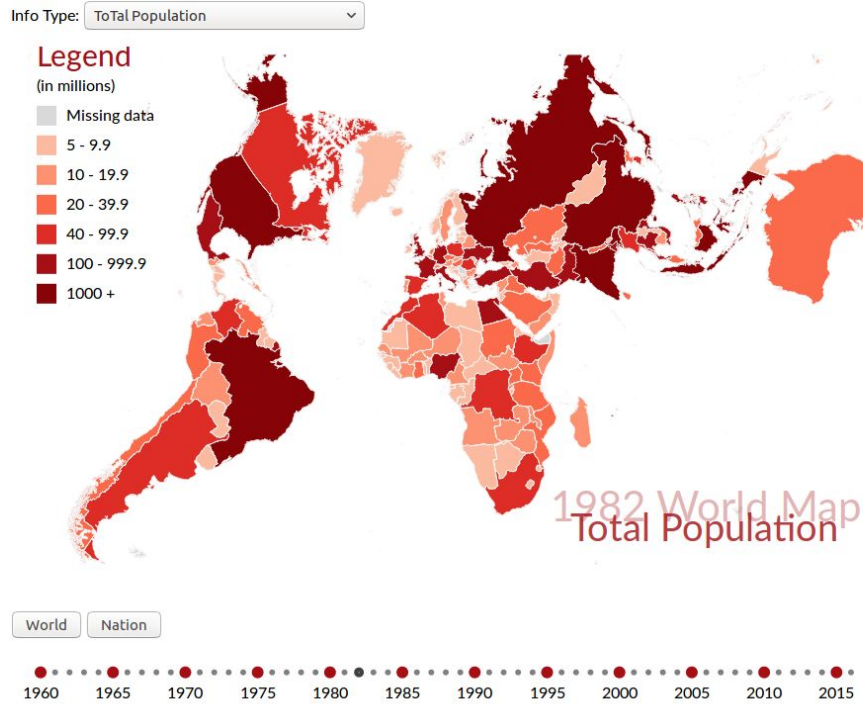 Info Type: ToTal Population
Legend
(in millions)
Missing data
5 - 9.9
10 - 19.9
20 - 39.9
40 - 99.9
100 - 999.9
1000 +
1982 World Map
Total Population
World Nation
1960 1965 1970 1975 1980 1985 1990 1995 2000 2005 2010 2015